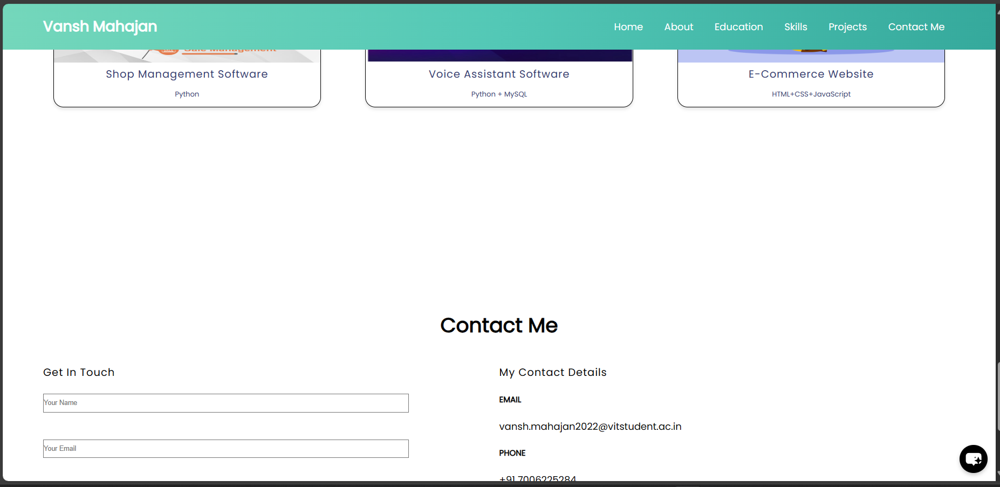 Vansh Mahajan
Home About Education Skills Projects Contact Me
Sale Management
Shop Management Software
Python
Voice Assistant Software
Python + MySQL
E-Commerce Website
HTML+CSS+JavaScript
Contact Me
Get In Touch
Your Name
Your Email
My Contact Details
EMAIL
vansh.mahajan2022@vitstudent.ac.in
PHONE
+91 7006225284